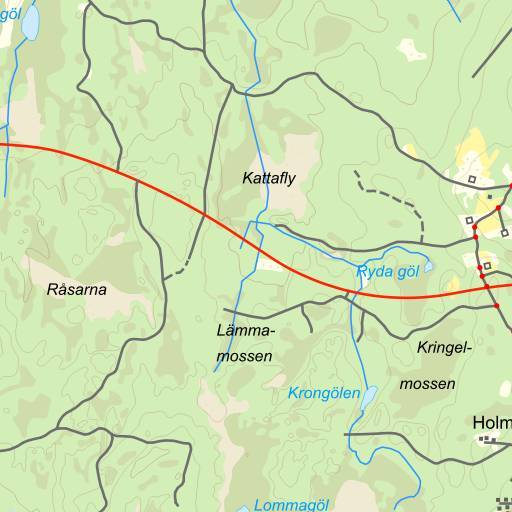 göl
Kattafly
Ryda göl
Råsarna
Lämma-
mossen
Kringel-
mossen
Krongölen
Holm
Lommagöl